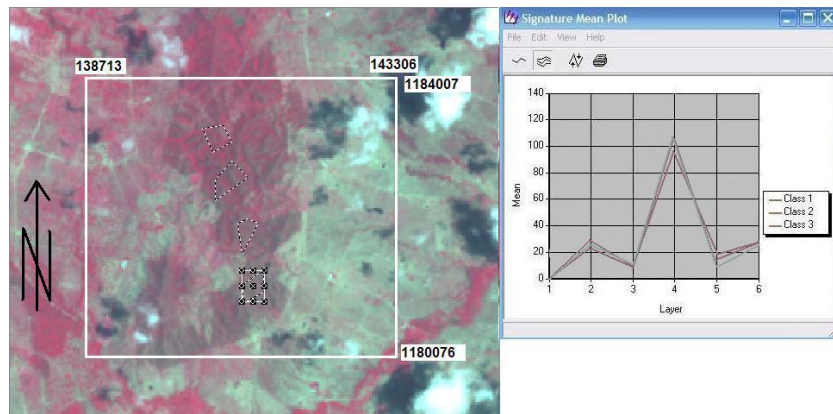 138713
143306
1184007
N
1180076
Signature Mean Plot
File Edit View Help
140
120
100
80
60
40
20
0
Mean
1 2 3 4 5 6
Layer
Class 1
Class 2
Class 3